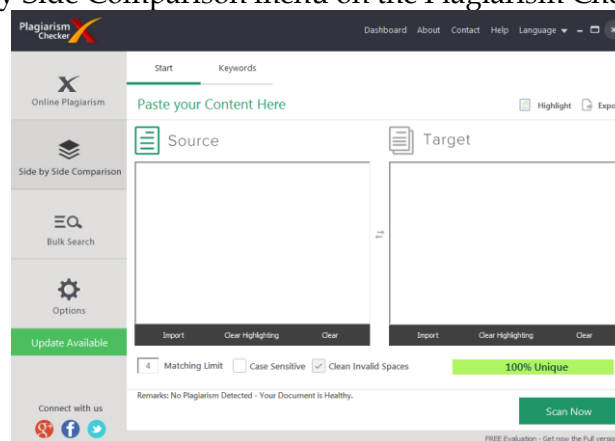 y Side Comparison menu on the Plagiarism Che
Plagiarism
Checker X
Dashboard About Contact Help Language
Start Keywords
Online Plagiarism
Paste your Content Here
Highlight Expo
Source
Target
Side by Side Comparison
Bulk Search
Options
Import Clear Highlighting Clear
Import Clear Highlighting Clear
Update Available
4 Matching Limit Case Sensitive Clean Invalid Spaces
100% Unique
Remarks: No Plagiarism Detected - Your Document is Healthy.
Connect with us
Scan Now
FREE Evaluation - Get now the Full versio